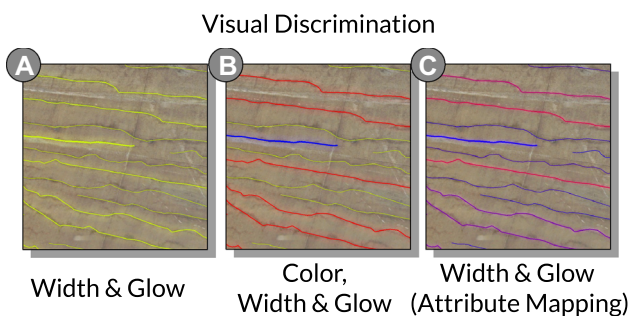 Visual Discrimination
A
B
C
Width & Glow
Color,
Width & Glow
Width & Glow
(Attribute Mapping)